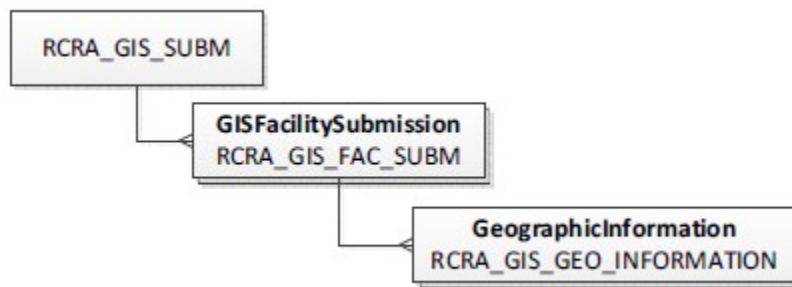 RCRA_GIS_SUBM
GISFacilitySubmission
RCRA_GIS_FAC_SUBM
GeographicInformation
RCRA_GIS_GEO_INFORMATION